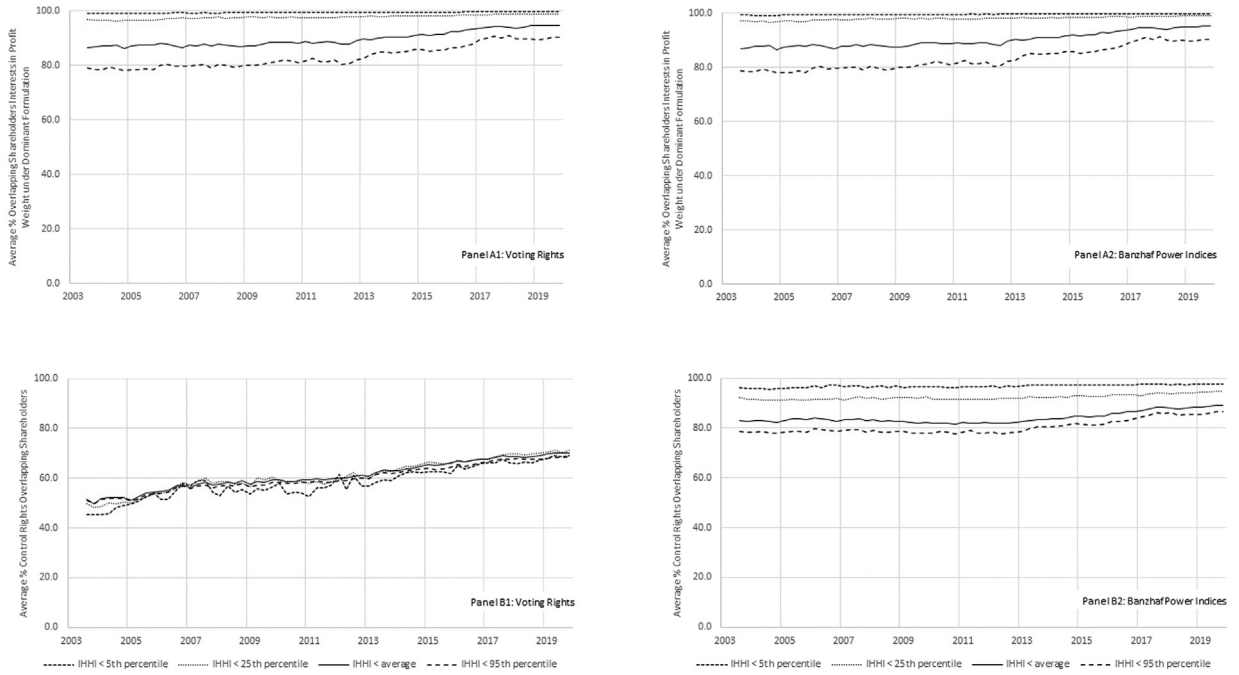 Average % Overlapping Shareholders Interests in Profit
Weight under Dominant Formulation
100.0
80.0
60.0
40.0
20.0
0.0
2003 2005 2007 2009 2011 2013 2015 2017 2019
Panel A1: Voting Rights
Average % Overlapping Shareholders Interests in Profit
Weight under Dominant Formulation
100.0
80.0
60.0
40.0
20.0
0.0
2003 2005 2007 2009 2011 2013 2015 2017 2019
Panel A2: Banzhaf Power Indices
Average % Control Rights Overlapping Shareholders
100.0
80.0
60.0
40.0
20.0
0.0
2003 2005 2007 2009 2011 2013 2015 2017 2019
Panel B1: Voting Rights
IHHI < 5th percentile IHHI < 25th percentile IHHI < average IHHI < 95th percentile
Average % Control Rights Overlapping Shareholders
100.0
80.0
60.0
40.0
20.0
0.0
2003 2005 2007 2009 2011 2013 2015 2017 2019
Panel B2: Banzhaf Power Indices
IHHI < 5th percentile IHHI < 25th percentile IHHI < average IHHI < 95th percentile